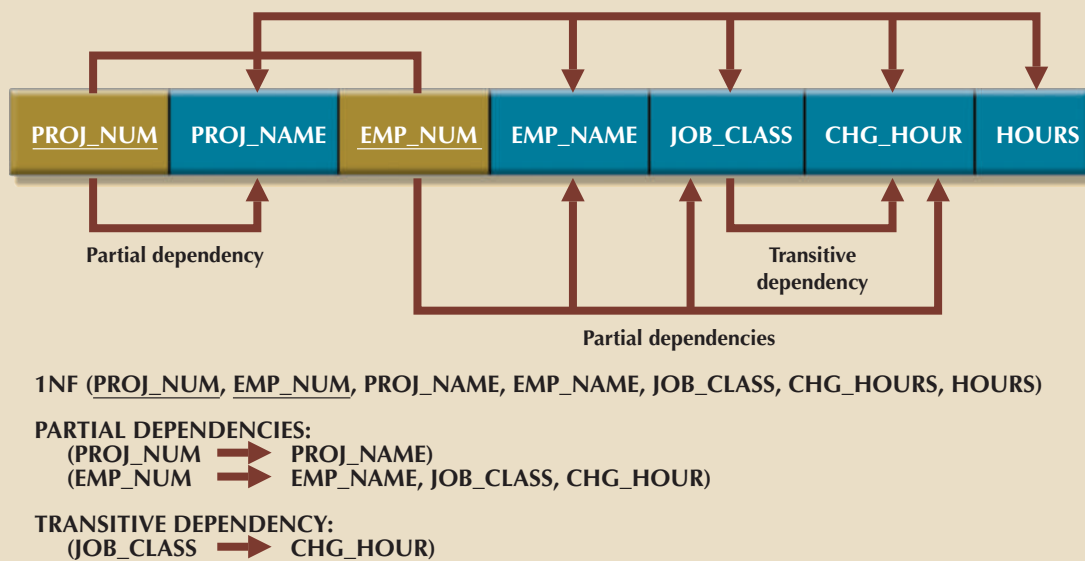 PROJ_NUM PROJ_NAME EMP_NUM EMP_NAME JOB_CLASS CHG_HOUR HOURS
Partial dependency
Transitive
dependency
Partial dependencies
1NF (PROJ_NUM, EMP_NUM, PROJ_NAME, EMP_NAME, JOB_CLASS, CHG_HOURS, HOURS)
PARTIAL DEPENDENCIES:
(PROJ_NUM → PROJ_NAME)
(EMP_NUM → EMP_NAME, JOB_CLASS, CHG_HOUR)
TRANSITIVE DEPENDENCY:
(JOB_CLASS → CHG_HOUR)